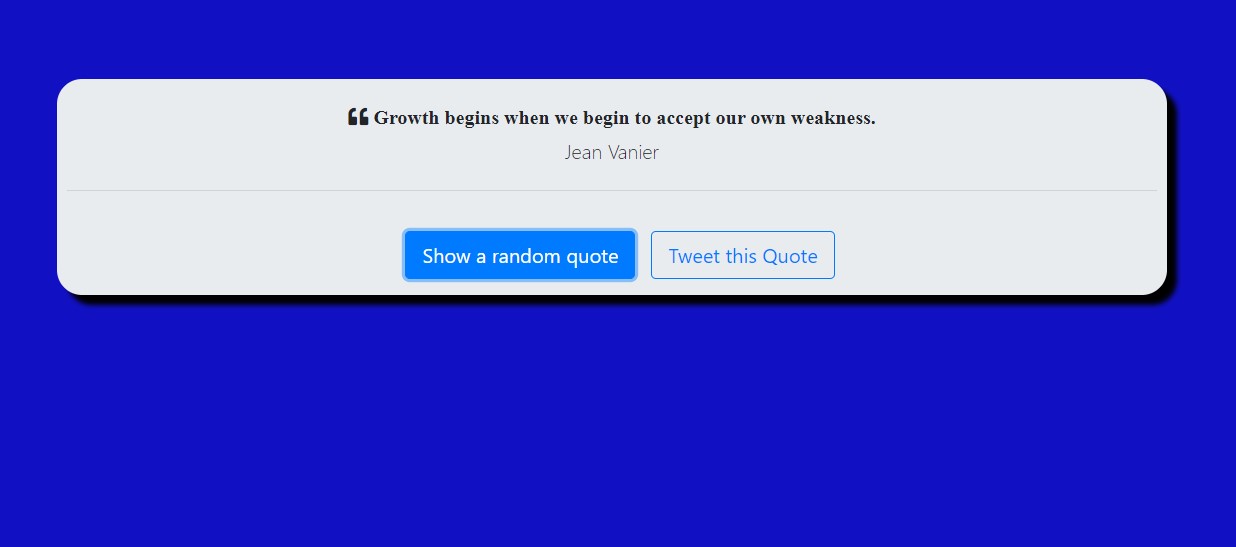 ❝ Growth begins when we begin to accept our own weakness.
Jean Vanier
Show a random quote
Tweet this Quote